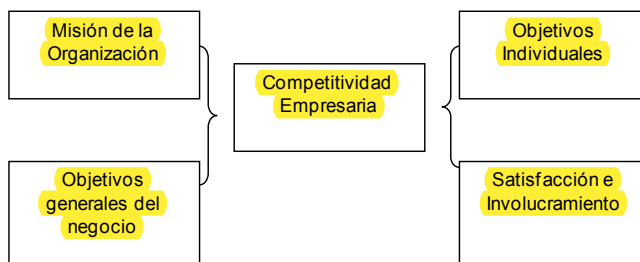 Misión de la
Organización
Objetivos
generales del
negocio
Competitividad
Empresaria
Objetivos
Individuales
Satisfacción e
Involucramiento